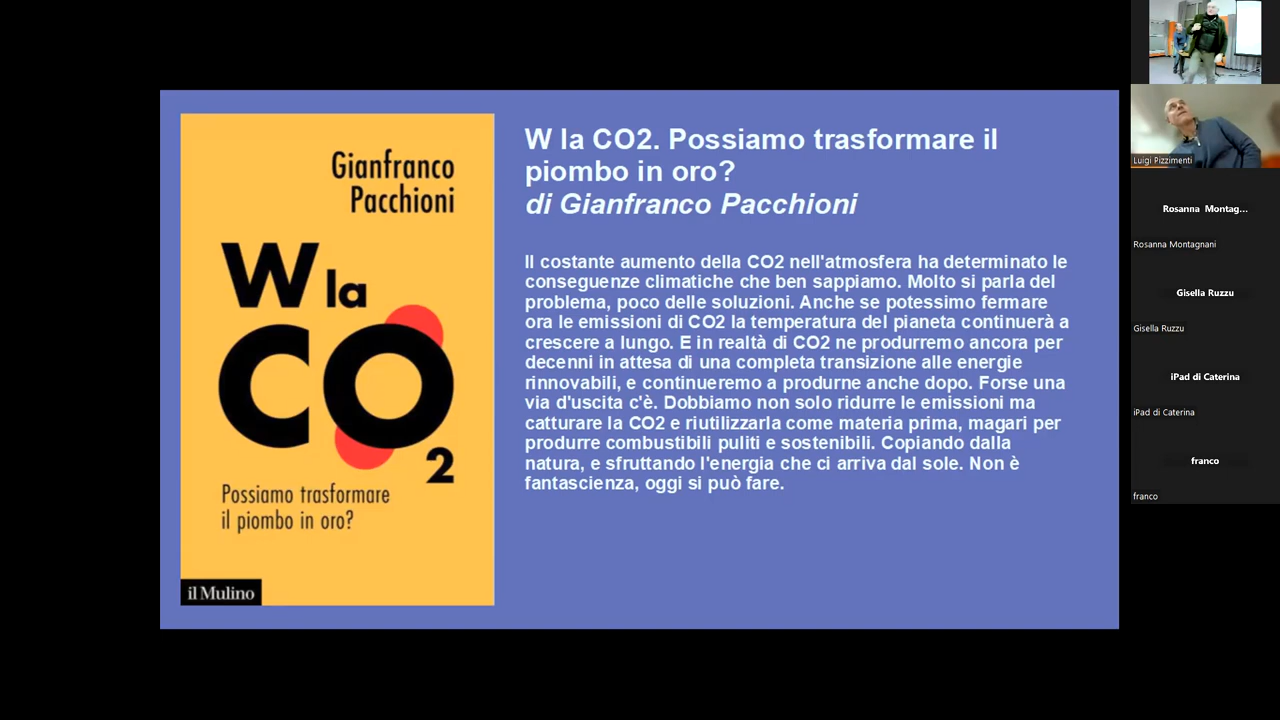 Gianfranco
Pacchioni
W la
CO2
Possiamo trasformare
il piombo in oro?
il Mulino
W la CO2. Possiamo trasformare il
piombo in oro?
di Gianfranco Pacchioni
Il costante aumento della CO2 nell'atmosfera ha determinato le
conseguenze climatiche che ben sappiamo. Molto si parla del
problema, poco delle soluzioni. Anche se potessimo fermare
ora le emissioni di CO2 la temperatura del pianeta continuerà a
crescere a lungo. E in realtà di CO2 ne produrremo ancora per
decenni in attesa di una completa transizione alle energie
rinnovabili, e continueremo a produrne anche dopo. Forse una
via d'uscita c'è. Dobbiamo non solo ridurre le emissioni ma
catturare la CO2 e riutilizzarla come materia prima, magari per
produrre combustibili puliti e sostenibili. Copiando dalla
natura, e sfruttando l'energia che ci arriva dal sole. Non è
fantascienza, oggi si può fare.
Luigi Pizzimenti
Rosanna Montag...
Rosanna Montagnani
Gisella Ruzzu
Gisella Ruzzu
iPad di Caterina
iPad di Caterina
franco
franco